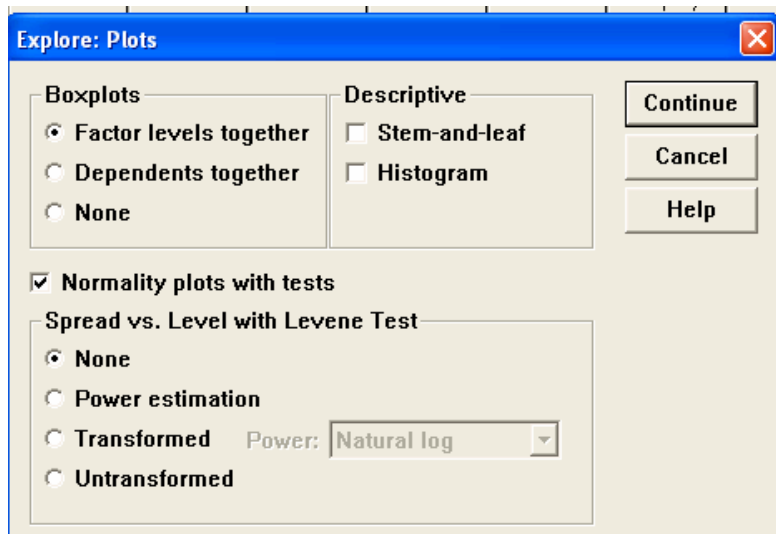 Explore: Plots
Boxplots
Factor levels together
Dependents together
None
Descriptive
Stem-and-leaf
Histogram
Continue
Cancel
Help
Normality plots with tests
Spread vs. Level with Levene Test
None
Power estimation
Transformed Power: Natural log
Untransformed